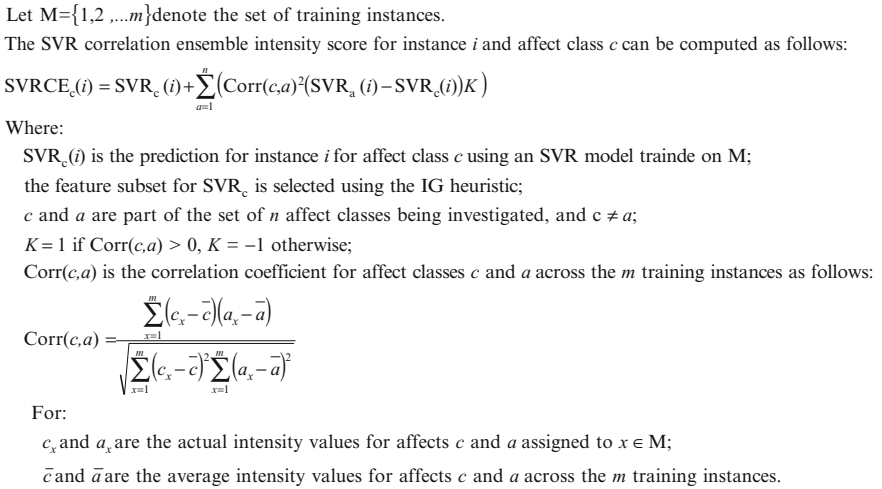 Let M={1,2 ,...m}denote the set of training instances.
The SVR correlation ensemble intensity score for instance i and affect class c can be computed as follows:
SVRCE_c(i) = SVR_c (i)+∑_{a=1}^{n}(Corr(c,a)²(SVR_a (i)−SVR_c(i))K)
Where:
SVR_c(i) is the prediction for instance i for affect class c using an SVR model trainde on M;
the feature subset for SVR_c is selected using the IG heuristic;
c and a are part of the set of n affect classes being investigated, and c ≠ a;
K = 1 if Corr(c,a) > 0, K = −1 otherwise;
Corr(c,a) is the correlation coefficient for affect classes c and a across the m training instances as follows:
Corr(c,a) = ∑_{x=1}^{m}(c_x−c̄)(a_x−ā) / √(∑_{x=1}^{m}(c_x−c̄)²∑_{x=1}^{m}(a_x−ā)²)
For:
c_x and a_x are the actual intensity values for affects c and a assigned to x ∈ M;
c̄ and ā are the average intensity values for affects c and a across the m training instances.